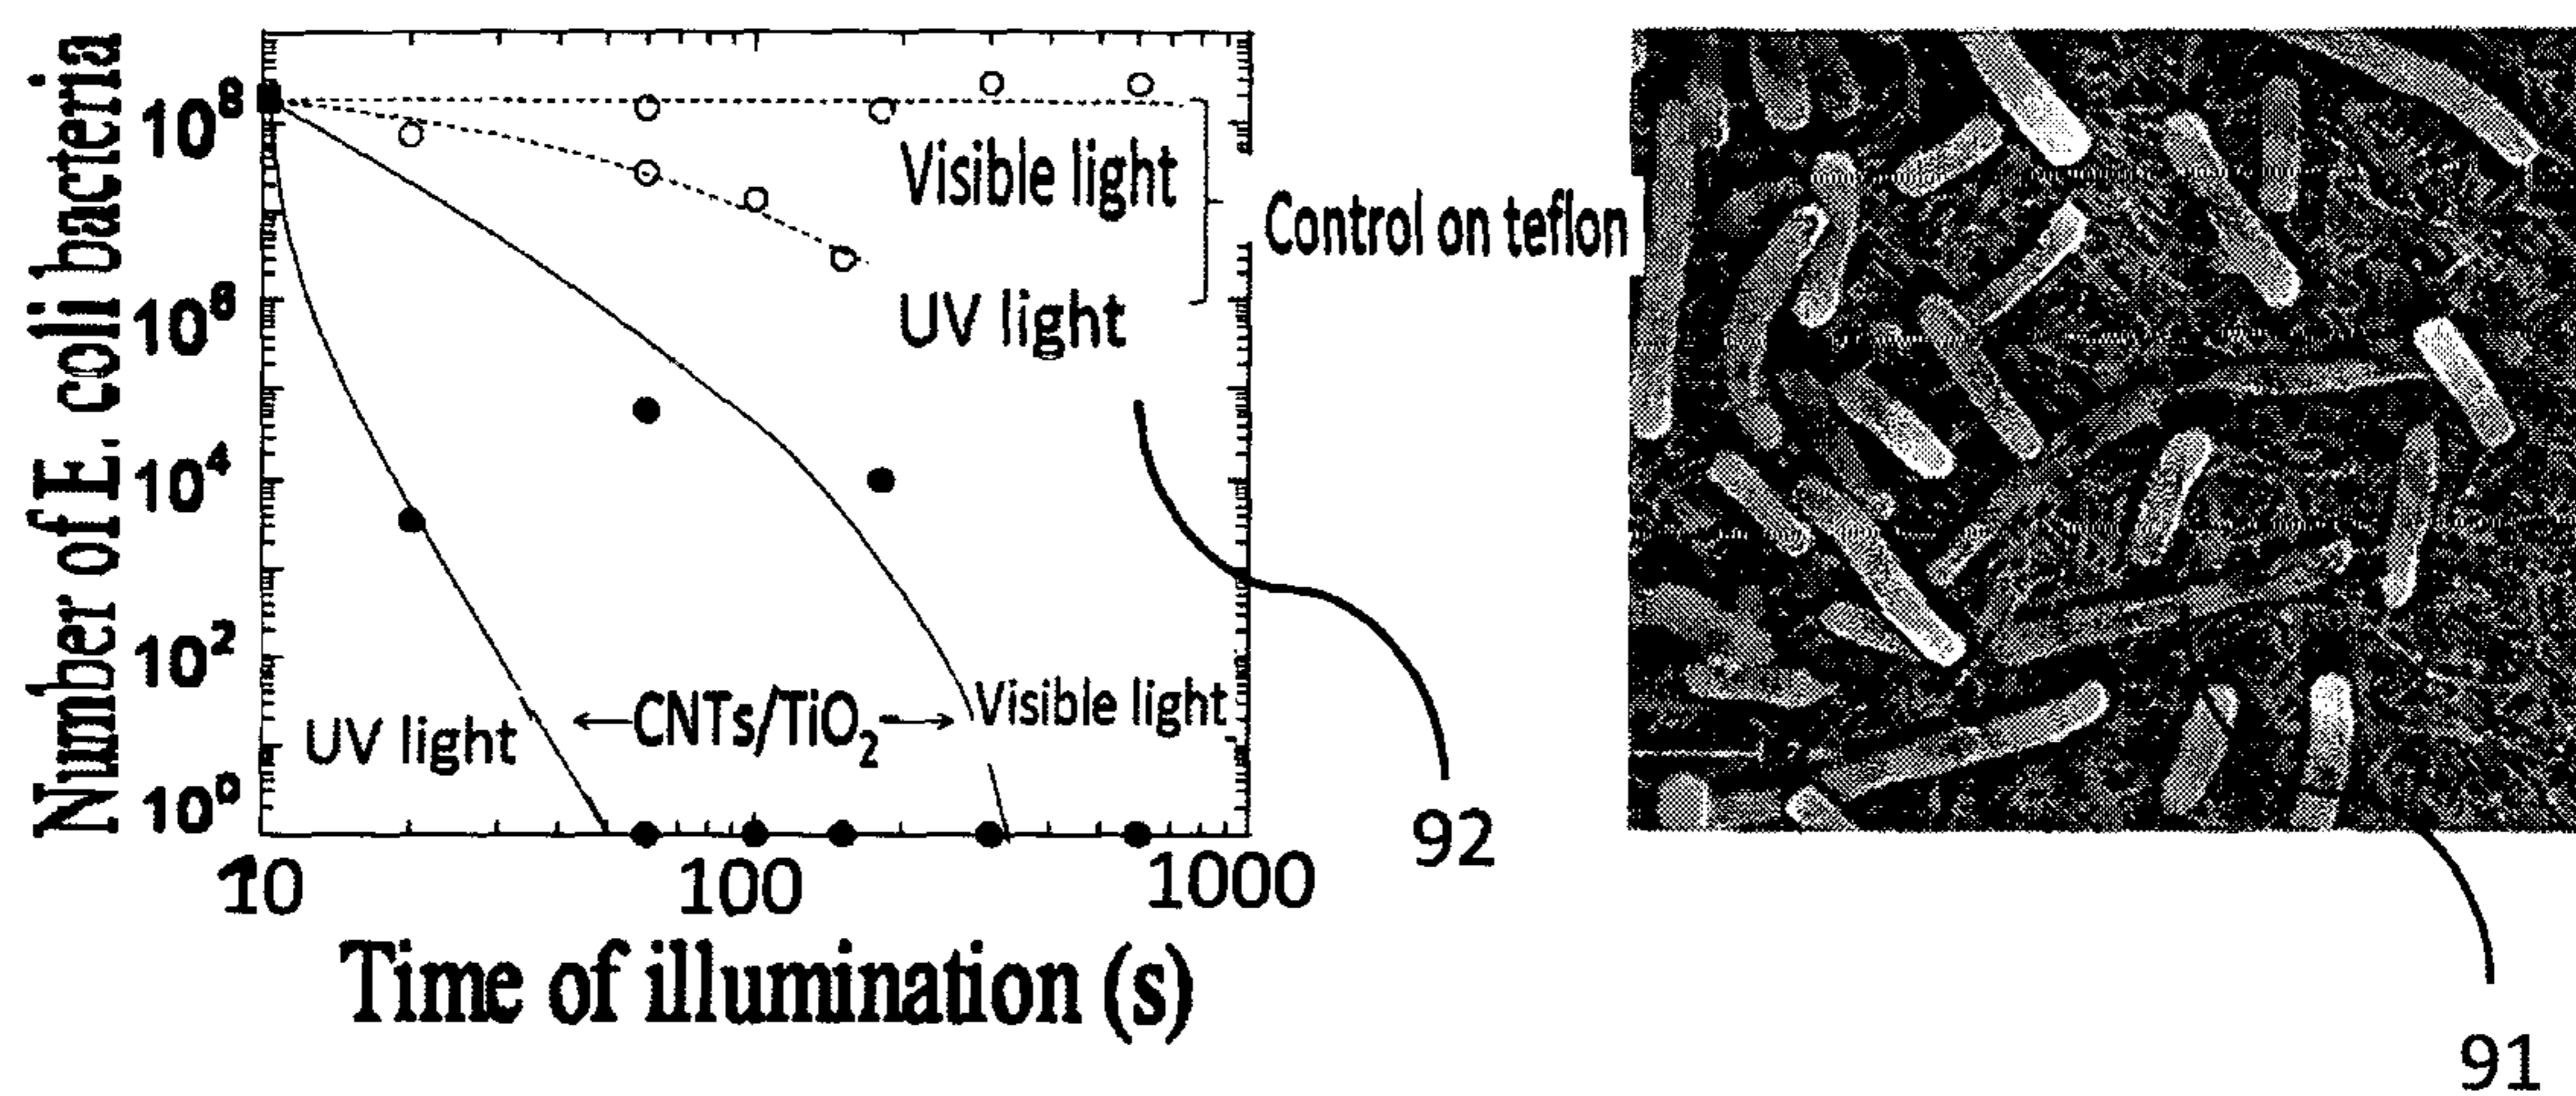 Number of E. coli bacteria
10⁸
10⁶
10⁴
10²
10⁰
Visible light
UV light
Control on teflon
UV light
←CNTs/TiO₂→
Visible light
10
100
1000
Time of illumination (s)
92
91